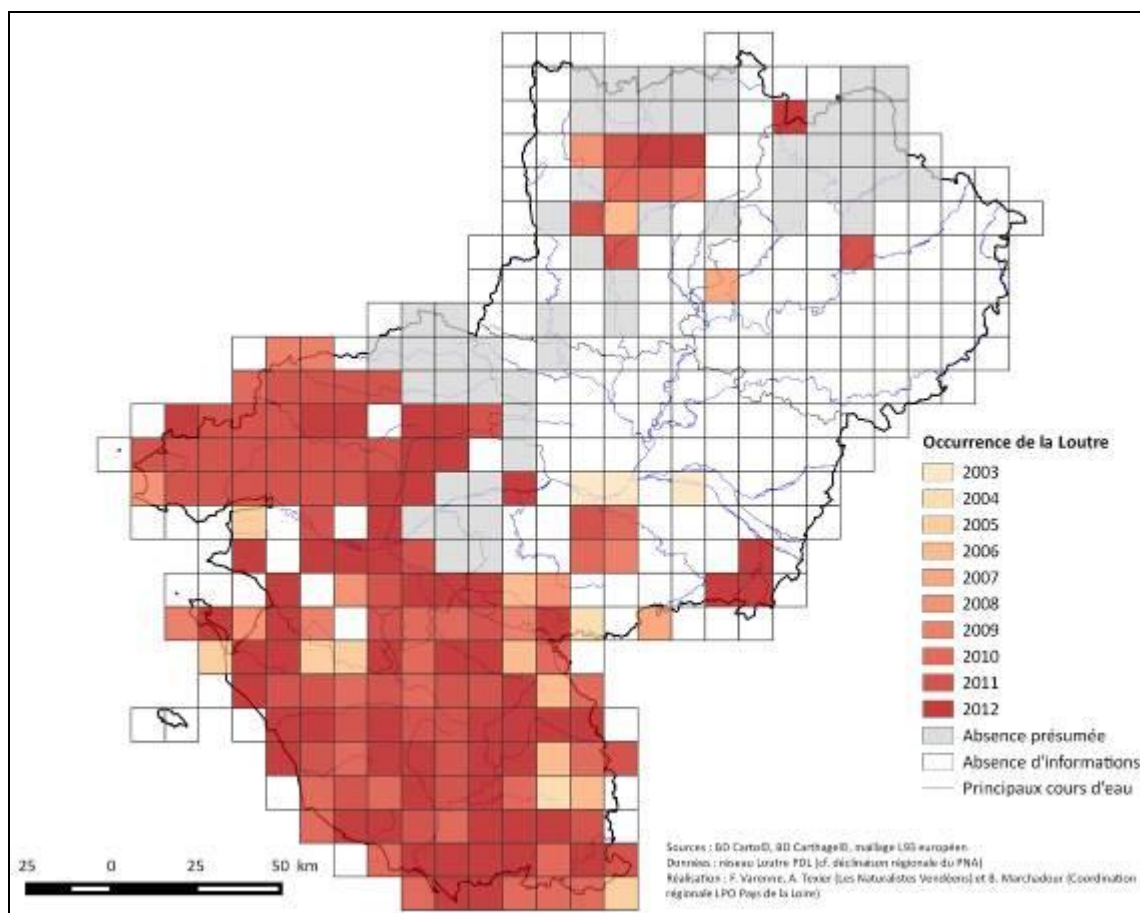 Occurrence de la Loutre
2003
2004
2005
2006
2007
2008
2009
2010
2011
2012
Absence présumée
Absence d'informations
Principaux cours d'eau
25 0 25 50 km
Sources : BD Carto©, BD Carthage©, maillage L93 européen
Données : réseau Loutre PDL (cf. déclinaison régionale du PNA)
Réalisation : F. Varenne, A. Texier (Les Naturalistes Vendéens) et B. Marchadour (Coordination
régionale LPO Pays de la Loire)